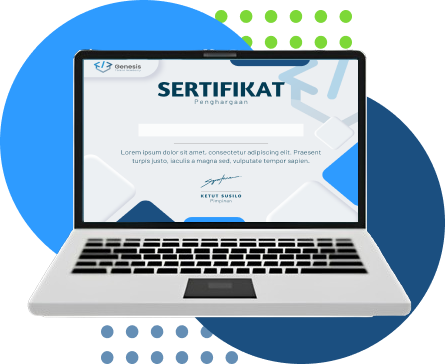 Genesis
SERTIFIKAT
Penghargaan
Lorem ipsum dolor sit amet, consectetur adipiscing elit. Praesent
turpis justo, iaculis a magna sed, vulputate tempor sapien.
KETUT SUSILO
Pimpinan